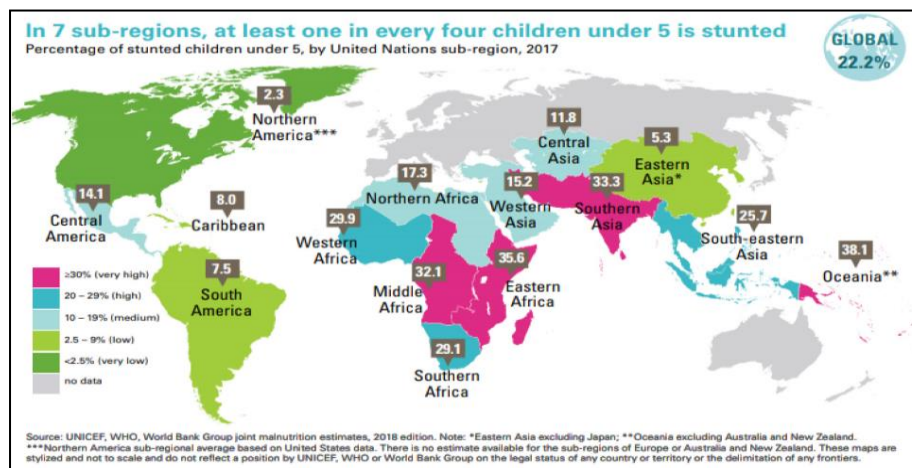 In 7 sub-regions, at least one in every four children under 5 is stunted
Percentage of stunted children under 5, by United Nations sub-region, 2017
GLOBAL
22.2%
2.3
Northern
America***
11.8
Central
Asia
5.3
Eastern
Asia*
14.1
Central
America
8.0
Caribbean
17.3
Northern Africa
15.2
Western
Asia
33.3
Southern
Asia
29.9
Western
Africa
25.7
South-eastern
Asia
38.1
Oceania**
7.5
South
America
32.1
Middle
Africa
35.6
Eastern
Africa
29.1
Southern
Africa
≥30% (very high)
20 – 29% (high)
10 – 19% (medium)
2.5 – 9% (low)
<2.5% (very low)
no data
Source: UNICEF, WHO, World Bank Group joint malnutrition estimates, 2018 edition. Note: *Eastern Asia excluding Japan; **Oceania excluding Australia and New Zealand.
***Northern America sub-regional average based on United States data. There is no estimate available for the sub-regions of Europe or Australia and New Zealand. These maps are
stylized and not to scale and do not reflect a position by UNICEF, WHO or World Bank Group on the legal status of any country or territory or the delimitation of any frontiers.